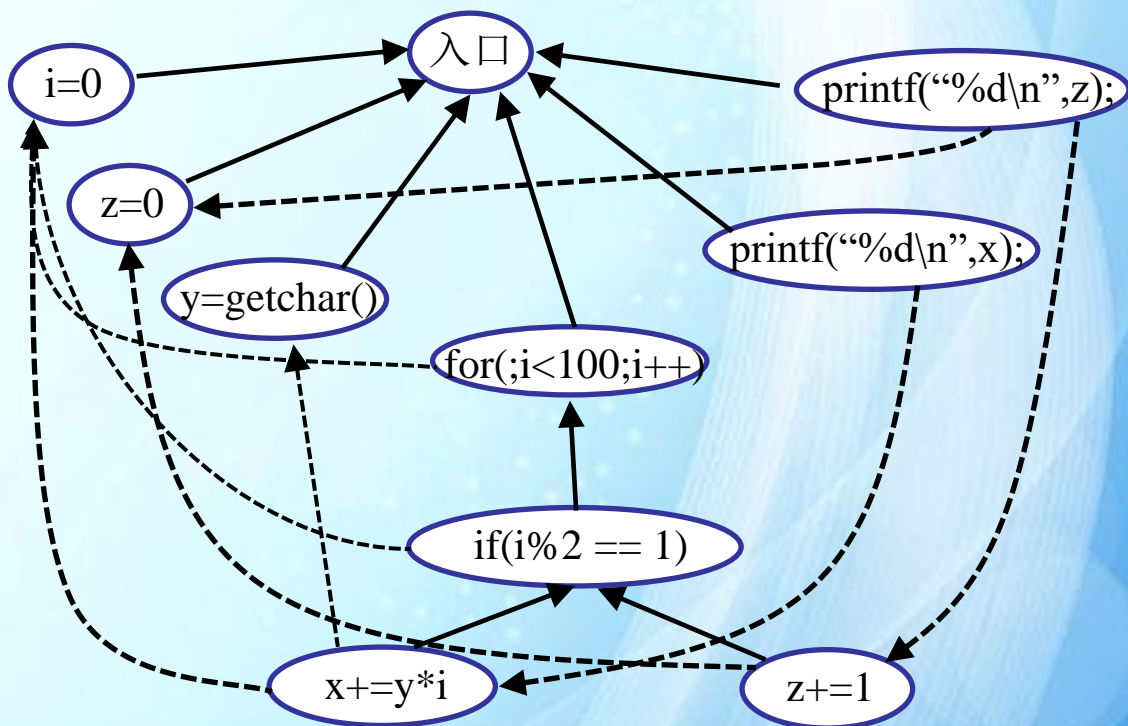 入口
i=0
printf(“%d\n”,z);
z=0
printf(“%d\n”,x);
y=getchar()
for(;i<100;i++)
if(i%2 == 1)
x+=y*i
z+=1